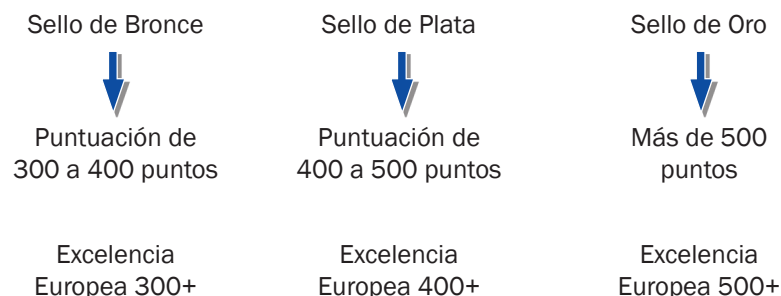 Sello de Bronce
Puntuación de
300 a 400 puntos
Excelencia
Europea 300+
Sello de Plata
Puntuación de
400 a 500 puntos
Excelencia
Europea 400+
Sello de Oro
Más de 500
puntos
Excelencia
Europea 500+